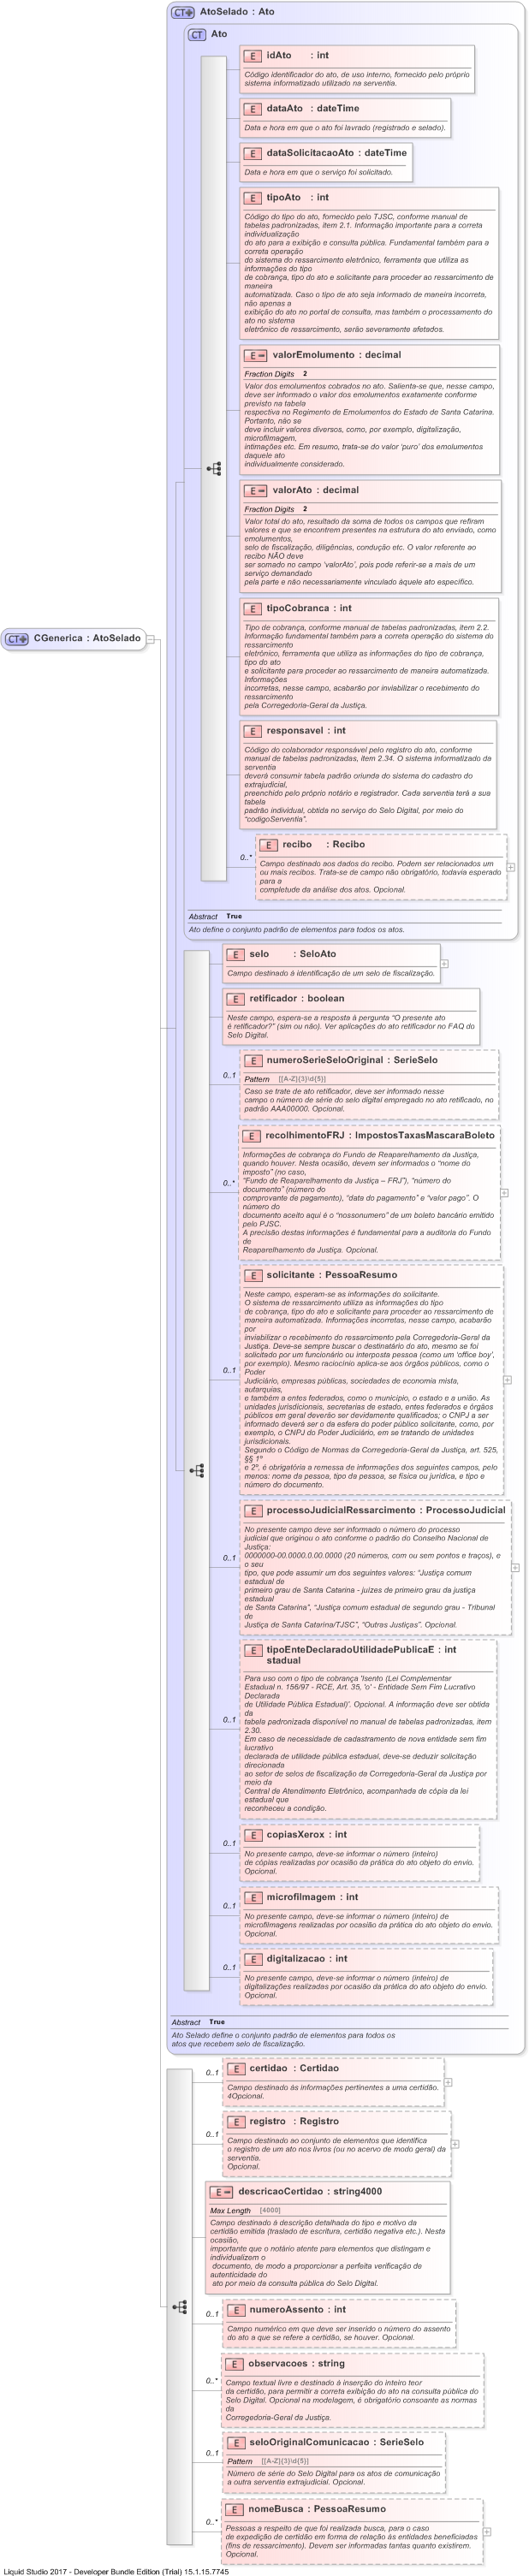 AtoSelado : Ato
Ato
idAto : int
Código identificador do ato, de uso interno, fornecido pelo próprio
sistema informatizado utilizado na serventia.
dataAto : dateTime
Data e hora em que o ato foi lavrado (registrado e selado).
dataSolicitacaoAto : dateTime
Data e hora em que o serviço foi solicitado.
tipoAto : int
Código do tipo do ato, fornecido pelo TJSC, conforme manual de
tabelas padronizadas, item 2.1. Informação importante para a correta
individualização
do ato para a exibição e consulta pública. Fundamental também para a
correta operação
do sistema do ressarcimento eletrônico, ferramenta que utiliza as
informações do tipo
de cobrança, tipo do ato e solicitante para proceder ao ressarcimento de
maneira
automatizada. Caso o tipo de ato seja informado de maneira incorreta,
não apenas a
exibição do ato no portal de consulta, mas também o processamento do
ato no sistema
eletrônico de ressarcimento, serão severamente afetados.
valorEmolumento : decimal
Fraction Digits 2
Valor dos emolumentos cobrados no ato. Salienta-se que, nesse campo,
deve ser informado o valor dos emolumentos exatamente conforme
previsto na tabela
respectiva no Regimento de Emolumentos do Estado de Santa Catarina.
Portanto, não se
deve incluir valores diversos, como, por exemplo, digitalização,
microfilmagem,
intimações etc. Em resumo, trata-se do valor ‘puro’ dos emolumentos
daquele ato
individualmente considerado.
valorAto : decimal
Fraction Digits 2
Valor total do ato, resultado da soma de todos os campos que refiram
valores e que se encontrem presentes na estrutura do ato enviado, como
emolumentos,
selo de fiscalização, diligências, condução etc. O valor referente ao
recibo NÃO deve
ser somado no campo ‘valorAto’, pois pode referir-se a mais de um
serviço demandado
pela parte e não necessariamente vinculado àquele ato específico.
CGenerica : AtoSelado
tipoCobranca : int
Tipo de cobrança, conforme manual de tabelas padronizadas, item 2.2.
Informação fundamental também para a correta operação do sistema do
ressarcimento
eletrônico, ferramenta que utiliza as informações do tipo de cobrança,
tipo do ato
e solicitante para proceder ao ressarcimento de maneira automatizada.
Informações
incorretas, nesse campo, acabarão por inviabilizar o recebimento do
ressarcimento
pela Corregedoria-Geral da Justiça.
responsavel : int
Código do colaborador responsável pelo registro do ato, conforme
manual de tabelas padronizadas, item 2.34. O sistema informatizado da
serventia
deverá consumir tabela padrão oriunda do sistema do cadastro do
extrajudicial,
preenchido pelo próprio notário e registrador. Cada serventia terá a sua
tabela
padrão individual, obtida no serviço do Selo Digital, por meio do
“codigoServentia”.
recibo : Recibo
0..*
Campo destinado aos dados do recibo. Podem ser relacionados um
ou mais recibos. Trata-se de campo não obrigatório, todavia esperado
para a
completude da análise dos atos. Opcional.
Abstract True
Ato define o conjunto padrão de elementos para todos os atos.
selo : SeloAto
Campo destinado à identificação de um selo de fiscalização.
retificador : boolean
Neste campo, espera-se a resposta à pergunta “O presente ato
é retificador?” (sim ou não). Ver aplicações do ato retificador no FAQ do
Selo Digital.
numeroSerieSeloOriginal : SerieSelo
0..1
Pattern [[A-Z]{3}\d{5}]
Caso se trate de ato retificador, deve ser informado nesse
campo o número de série do selo digital empregado no ato retificado, no
padrão AAA00000. Opcional.
recolhimentoFRJ : ImpostosTaxasMascaraBoleto
0..*
Informações de cobrança do Fundo de Reaparelhamento da Justiça,
quando houver. Nesta ocasião, devem ser informados o “nome do
imposto” (no caso,
“Fundo de Reaparelhamento da Justiça – FRJ”), “número do
documento” (número do
comprovante de pagamento), “data do pagamento” e “valor pago”. O
número do
documento aceito aqui é o “nossonumero” de um boleto bancário emitido
pelo PJSC.
A precisão destas informações é fundamental para a auditoria do Fundo
de
Reaparelhamento da Justiça. Opcional.
solicitante : PessoaResumo
0..1
Neste campo, esperam-se as informações do solicitante.
O sistema de ressarcimento utiliza as informações do tipo
de cobrança, tipo do ato e solicitante para proceder ao ressarcimento de
maneira automatizada. Informações incorretas, nesse campo, acabarão
por
inviabilizar o recebimento do ressarcimento pela Corregedoria-Geral da
Justiça. Deve-se sempre buscar o destinatário do ato, mesmo se foi
solicitado por um funcionário ou interposta pessoa (como um ‘office boy’,
por exemplo). Mesmo raciocínio aplica-se aos órgãos públicos, como o
Poder
Judiciário, empresas públicas, sociedades de economia mista,
autarquias,
e também a entes federados, como o município, o estado e a união. As
unidades jurisdicionais, secretarias de estado, entes federados e órgãos
públicos em geral deverão ser devidamente qualificados; o CNPJ a ser
informado deverá ser o da esfera do poder público solicitante, como, por
exemplo, o CNPJ do Poder Judiciário, em se tratando de unidades
jurisdicionais.
Segundo o Código de Normas da Corregedoria-Geral da Justiça, art. 525,
§§ 1º
e 2º, é obrigatória a remessa de informações dos seguintes campos, pelo
menos: nome da pessoa, tipo da pessoa, se física ou jurídica, e tipo e
número do documento.
processoJudicialRessarcimento : ProcessoJudicial
0..1
No presente campo deve ser informado o número do processo
judicial que originou o ato conforme o padrão do Conselho Nacional de
Justiça:
0000000-00.0000.0.00.0000 (20 números, com ou sem pontos e traços), e
o seu
tipo, que pode assumir um dos seguintes valores: “Justiça comum
estadual de
primeiro grau de Santa Catarina - juízes de primeiro grau da justiça
estadual
de Santa Catarina”, “Justiça comum estadual de segundo grau - Tribunal
de
Justiça de Santa Catarina/TJSC”, “Outras Justiças”. Opcional.
tipoEnteDeclaradoUtilidadePublicaE : int
stadual
0..1
Para uso com o tipo de cobrança 'Isento (Lei Complementar
Estadual n. 156/97 - RCE, Art. 35, 'o' - Entidade Sem Fim Lucrativo
Declarada
de Utilidade Pública Estadual)'. Opcional. A informação deve ser obtida
da
tabela padronizada disponível no manual de tabelas padronizadas, item
2.30.
Em caso de necessidade de cadastramento de nova entidade sem fim
lucrativo
declarada de utilidade pública estadual, deve-se deduzir solicitação
direcionada
ao setor de selos de fiscalização da Corregedoria-Geral da Justiça por
meio da
Central de Atendimento Eletrônico, acompanhada de cópia da lei
estadual que
reconheceu a condição.
copiasXerox : int
0..1
No presente campo, deve-se informar o número (inteiro)
de cópias realizadas por ocasião da prática do ato objeto do envio.
Opcional.
microfilmagem : int
0..1
No presente campo, deve-se informar o número (inteiro) de
microfilmagens realizadas por ocasião da prática do ato objeto do envio.
Opcional.
digitalizacao : int
0..1
No presente campo, deve-se informar o número (inteiro) de
digitalizações realizadas por ocasião da prática do ato objeto do envio.
Opcional.
Abstract True
Ato Selado define o conjunto padrão de elementos para todos os
atos que recebem selo de fiscalização.
certidao : Certidao
0..1
Campo destinado às informações pertinentes a uma certidão.
4Opcional.
registro : Registro
0..1
Campo destinado ao conjunto de elementos que identifica
o registro de um ato nos livros (ou no acervo de modo geral) da
serventia.
Opcional.
descricaoCertidao : string4000
Max Length [4000]
Campo destinado à descrição detalhada do tipo e motivo da
certidão emitida (traslado de escritura, certidão negativa etc.). Nesta
ocasião,
importante que o notário atente para elementos que distingam e
individualizem o
documento, de modo a proporcionar a perfeita verificação de
autenticidade do
ato por meio da consulta pública do Selo Digital.
numeroAssento : int
0..1
Campo numérico em que deve ser inserido o número do assento
do ato a que se refere a certidão, se houver. Opcional.
observacoes : string
0..*
Campo textual livre e destinado à inserção do inteiro teor
da certidão, para permitir a correta exibição do ato na consulta pública do
Selo Digital. Opcional na modelagem, é obrigatório consoante as normas
da
Corregedoria-Geral da Justiça.
seloOriginalComunicacao : SerieSelo
0..1
Pattern [[A-Z]{3}\d{5}]
Número de série do Selo Digital para os atos de comunicação
a outra serventia extrajudicial. Opcional.
nomeBusca : PessoaResumo
0..*
Pessoas a respeito de que foi realizada busca, para o caso
de expedição de certidão em forma de relação às entidades beneficiadas
(fins de ressarcimento). Devem ser informadas tantas quanto existirem.
Opcional.
Liquid Studio 2017 - Developer Bundle Edition (Trial) 15.1.15.7745